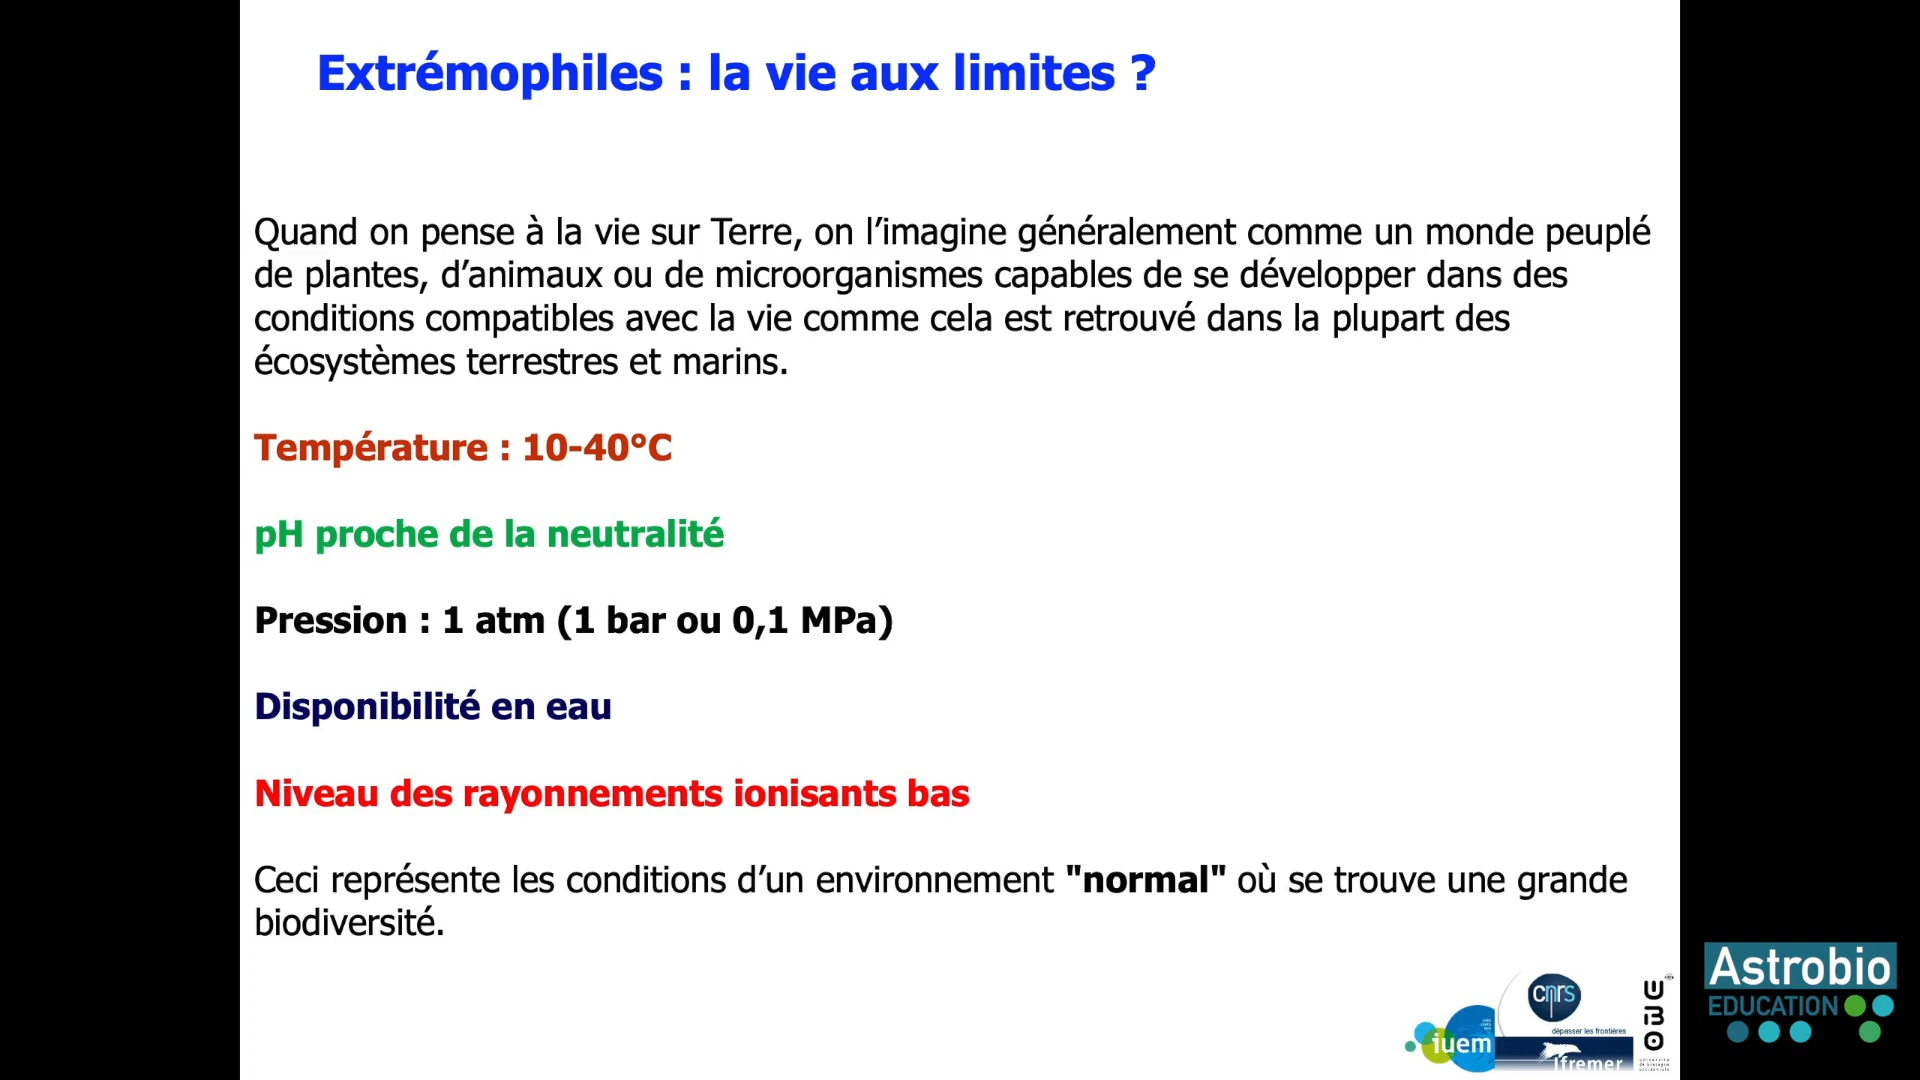 Extrémophiles : la vie aux limites ?
Quand on pense à la vie sur Terre, on l’imagine généralement comme un monde peuplé
de plantes, d’animaux ou de microorganismes capables de se développer dans des
conditions compatibles avec la vie comme cela est retrouvé dans la plupart des
écosystèmes terrestres et marins.
Température : 10-40°C
pH proche de la neutralité
Pression : 1 atm (1 bar ou 0,1 MPa)
Disponibilité en eau
Niveau des rayonnements ionisants bas
Ceci représente les conditions d’un environnement "normal" où se trouve une grande
biodiversité.
iuem
cnrs
dépasser les frontières
Ifremer
Astrobio
EDUCATION